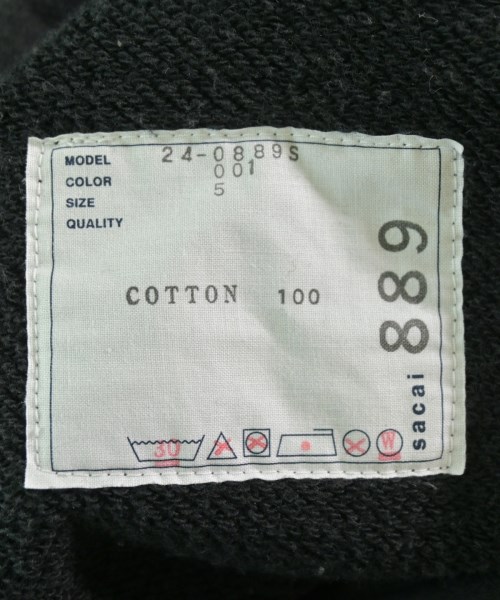 MODEL 24-0889S
COLOR 001
SIZE 5
QUALITY
COTTON 100
889
sacai
30
W